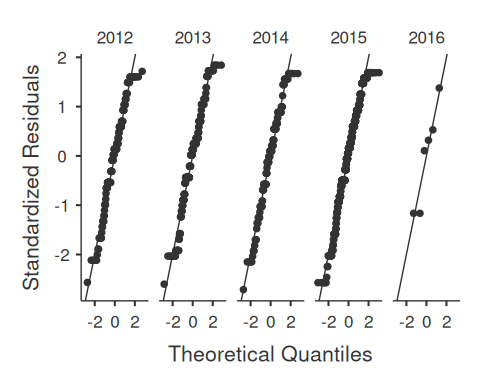 2012 2013 2014 2015 2016
Standardized Residuals
2
1
0
-1
-2
-2 0 2 -2 0 2 -2 0 2 -2 0 2 -2 0 2
Theoretical Quantiles